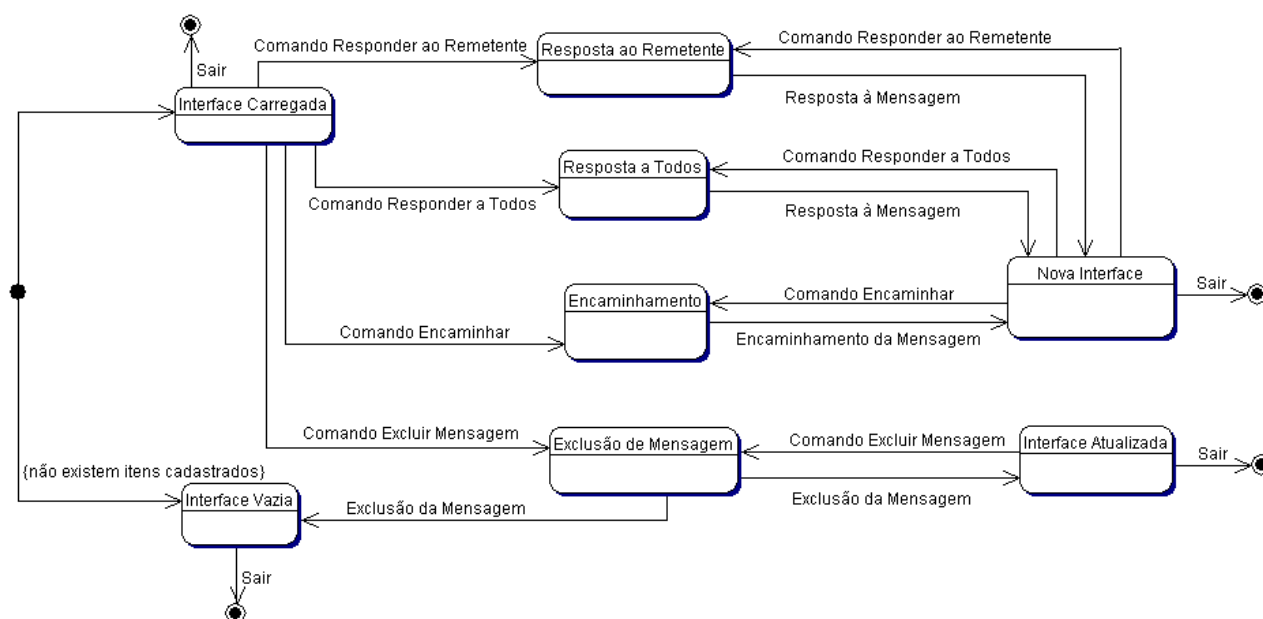 Comando Responder ao Remetente
Resposta ao Remetente
Comando Responder ao Remetente
Sair
Interface Carregada
Resposta à Mensagem
Resposta a Todos
Comando Responder a Todos
Comando Responder a Todos
Resposta à Mensagem
Nova Interface
Sair
Encaminhamento
Comando Encaminhar
Comando Encaminhar
Encaminhamento da Mensagem
Comando Excluir Mensagem
Exclusão de Mensagem
Comando Excluir Mensagem
Interface Atualizada
Sair
{não existem itens cadastrados}
Interface Vazia
Exclusão da Mensagem
Exclusão da Mensagem
Sair